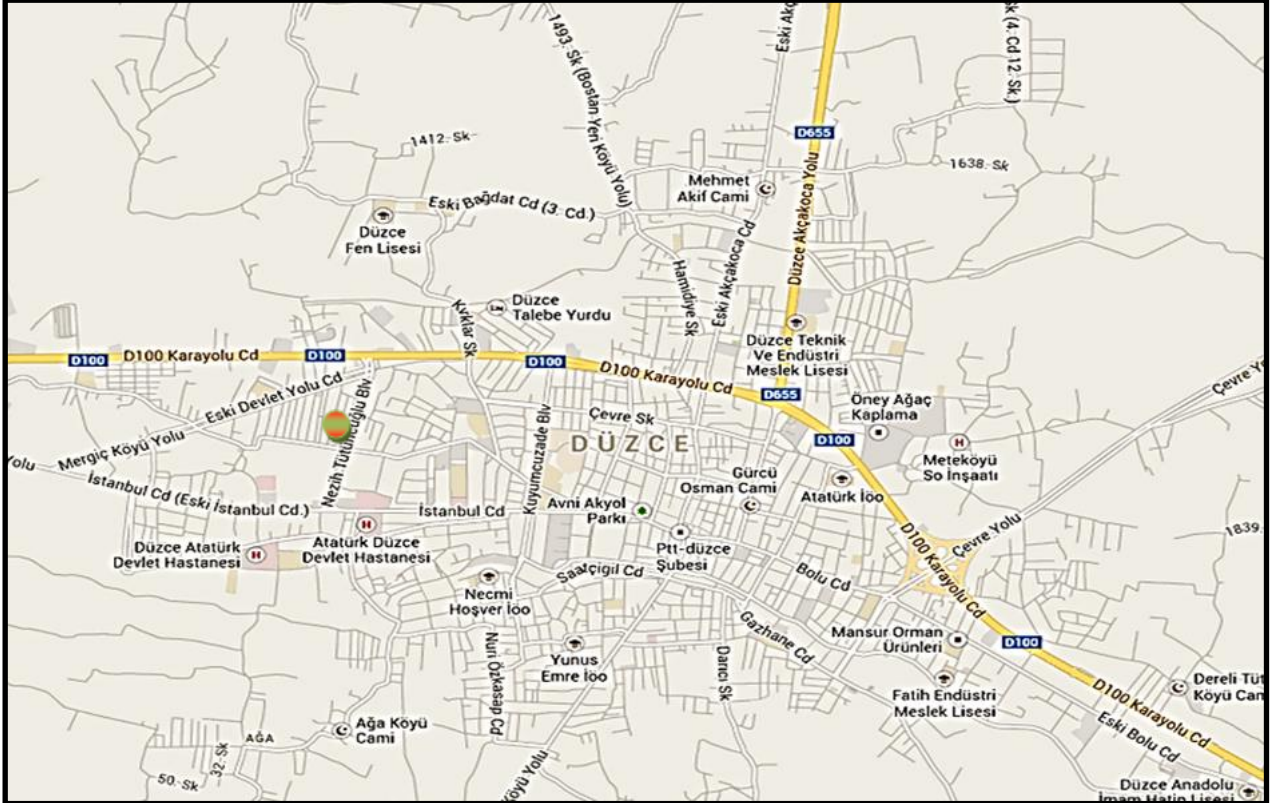 1493. Sk (Bostan Yeri Köyü Yolu)
Eski Akç
D655
Sk (4. Cd 12. Sk.)
1412. Sk
1638. Sk
Mehmet
Akif Cami
Eski Bağdat Cd (3. Cd.)
Düzce
Fen Lisesi
Düzce Akçakoca Yolu
Eski Akçakoca Cd
Hamidiye Sk
Düzce
Talebe Yurdu
Kıvklar Sk
Düzce Teknik
Ve Endüstri
Meslek Lisesi
D100
D100 Karayolu Cd
D100
D100
D100 Karayolu Cd
D655
Çevre Yo
Eski Devlet Yolu Cd
Nezih Tütüncüoğlu Blv
Kuyumcuzade Blv
Çevre Sk
Öney Ağaç
Kaplama
D100
DÜZCE
Mergiç Köyü Yolu
Yolu
Meteköyü
So İnşaatı
Gürcü
Osman Cami
Atatürk İoo
İstanbul Cd (Eski İstanbul Cd.)
İstanbul Cd
Avni Akyol
Parkı
Düzce Atatürk
Devlet Hastanesi
Atatürk Düzce
Devlet Hastanesi
Ptt-düzce
Şubesi
D100 Karayolu Cd
Çevre Yolu
1839.
Saatçigil Cd
Bolu Cd
Necmi
Hoşver İoo
Gazhane Cd
Mansur Orman
Ürünleri
D100
Nuri Özkasap Cd
Yunus
Emre İoo
Darıcı Sk
Fatih Endüstri
Meslek Lisesi
D100 Karayolu Cd
Dereli Tüt
Köyü Cam
Ağa Köyü
Cami
AĞA
32. Sk
50. Sk
Köyü Yolu
Eski Bolu Cd
Düzce Anadolu
İmam Hatip Lisesi